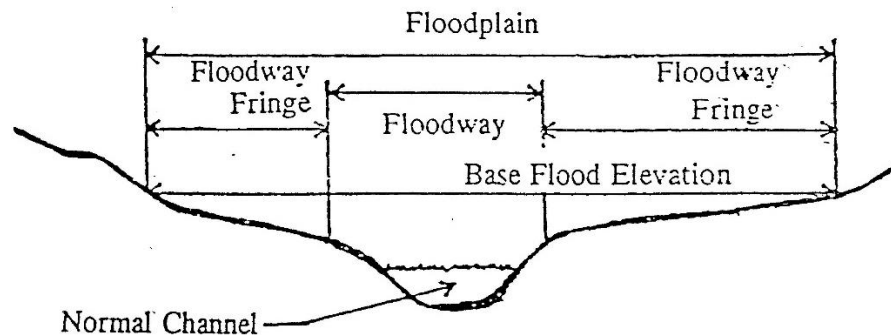 Floodplain
Floodway
Fringe
Floodway
Floodway
Fringe
Base Flood Elevation
Normal Channel